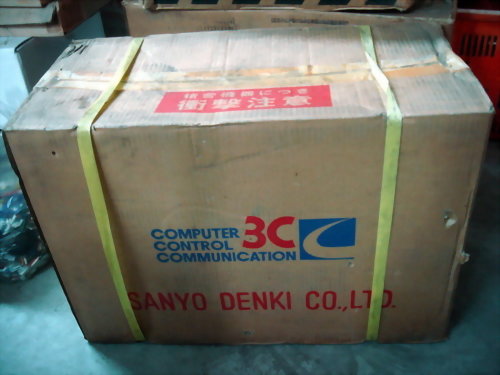 精密機器につき
衝撃注意
COMPUTER
CONTROL
COMMUNICATION
3C
SANYO DENKI CO.,LTD.